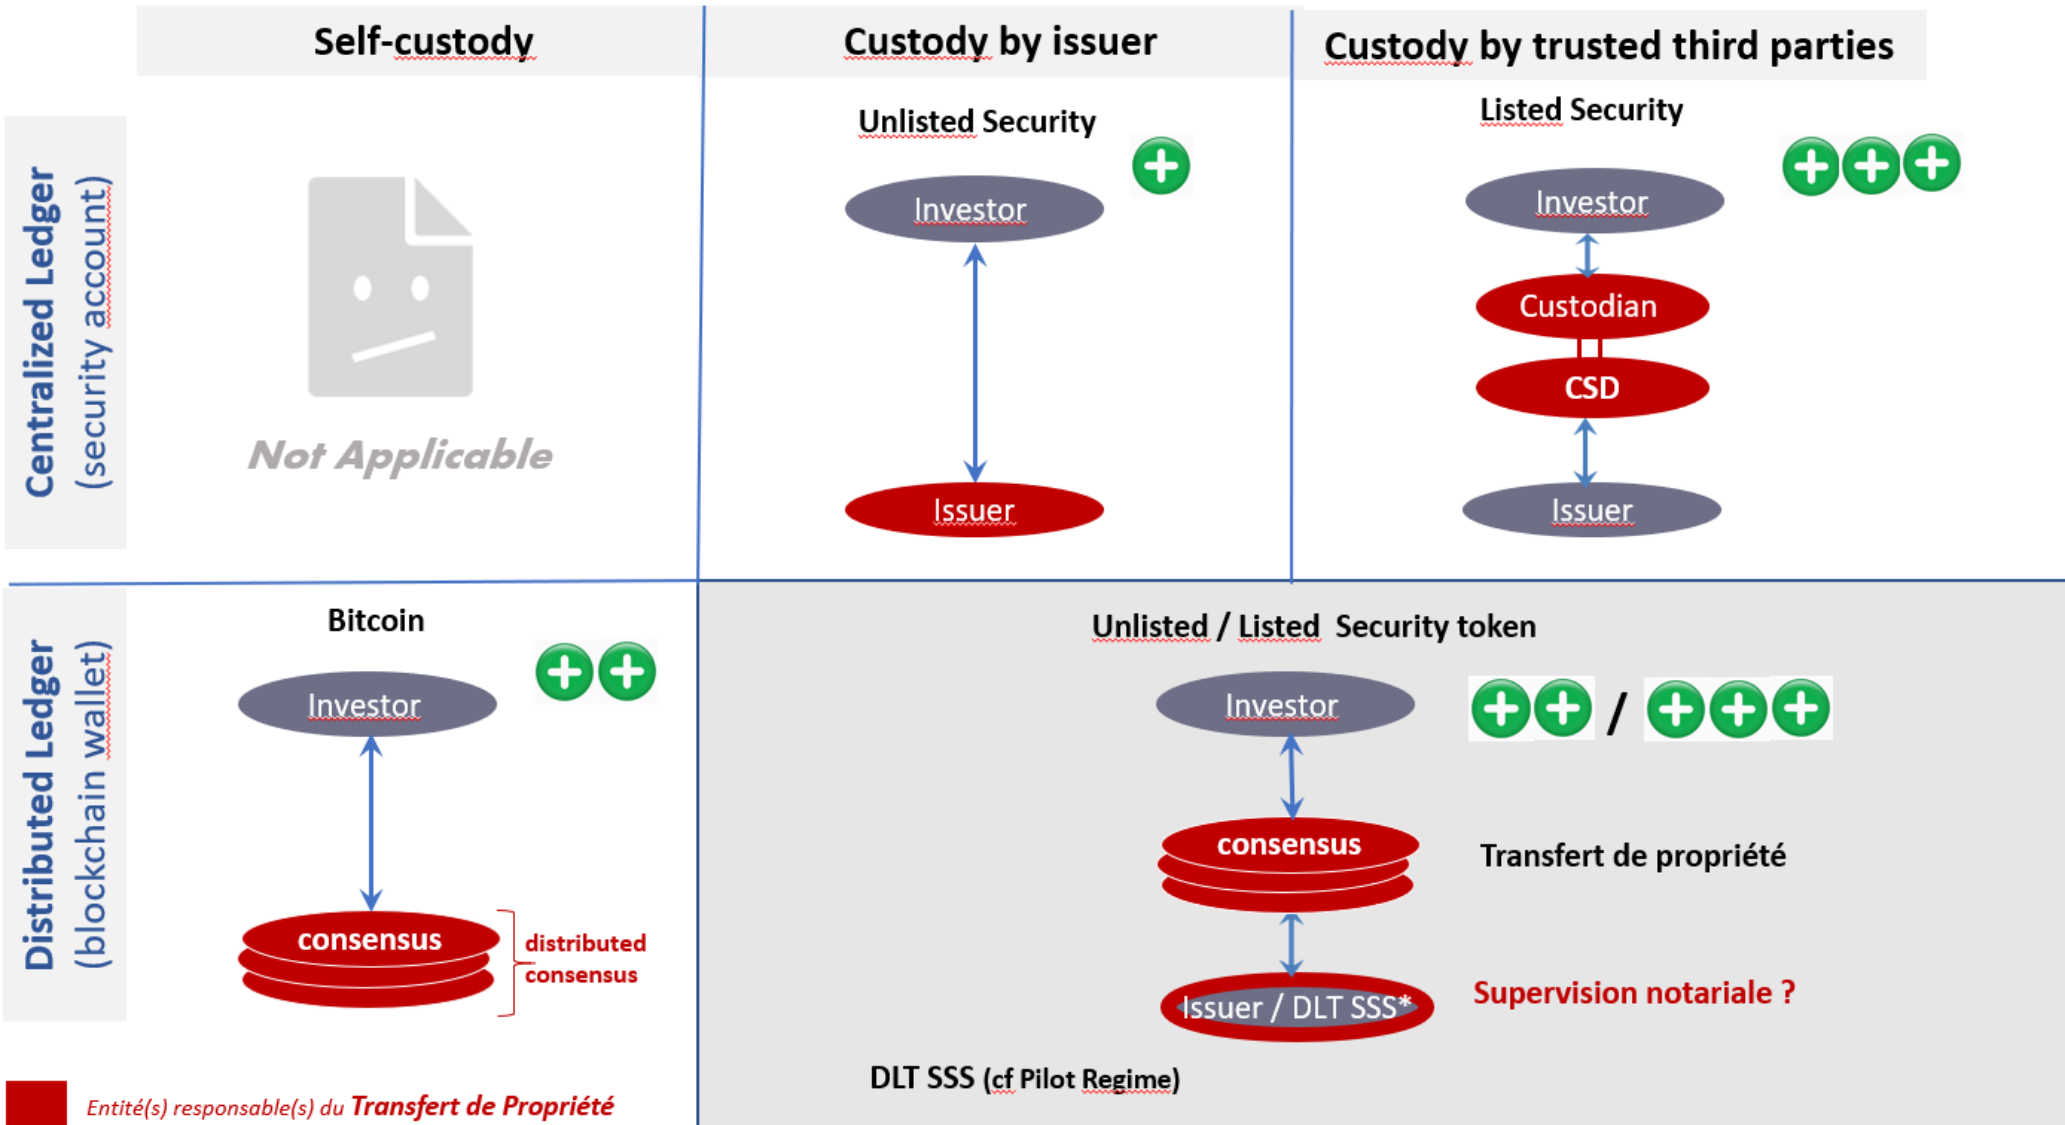 Self-custody
Custody by issuer
Custody by trusted third parties
Centralized Ledger
(security account)
Not Applicable
Unlisted Security
Investor
Issuer
Listed Security
Investor
Custodian
CSD
Issuer
Distributed Ledger
(blockchain wallet)
Bitcoin
Investor
consensus
distributed
consensus
Unlisted / Listed Security token
Investor
/
consensus
Transfert de propriété
Issuer / DLT SSS*
Supervision notariale ?
DLT SSS (cf Pilot Regime)
Entité(s) responsable(s) du Transfert de Propriété